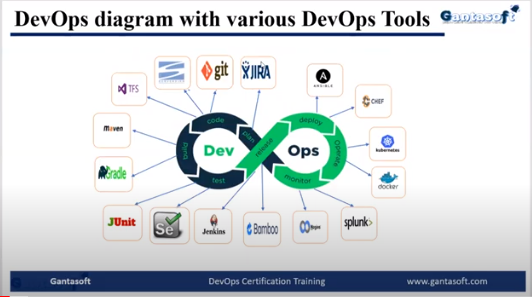 DevOps diagram with various DevOps Tools
Gantasoft
TFS
git
JIRA
ANSIBLE
CHEF
Maven
code
plan
deploy
build
Dev
release
Ops
Operate
kubernetes
Gradle
test
monitor
docker
JUnit
Se
Jenkins
Bamboo
splunk>
Gantasoft
DevOps Certification Training
www.gantasoft.com